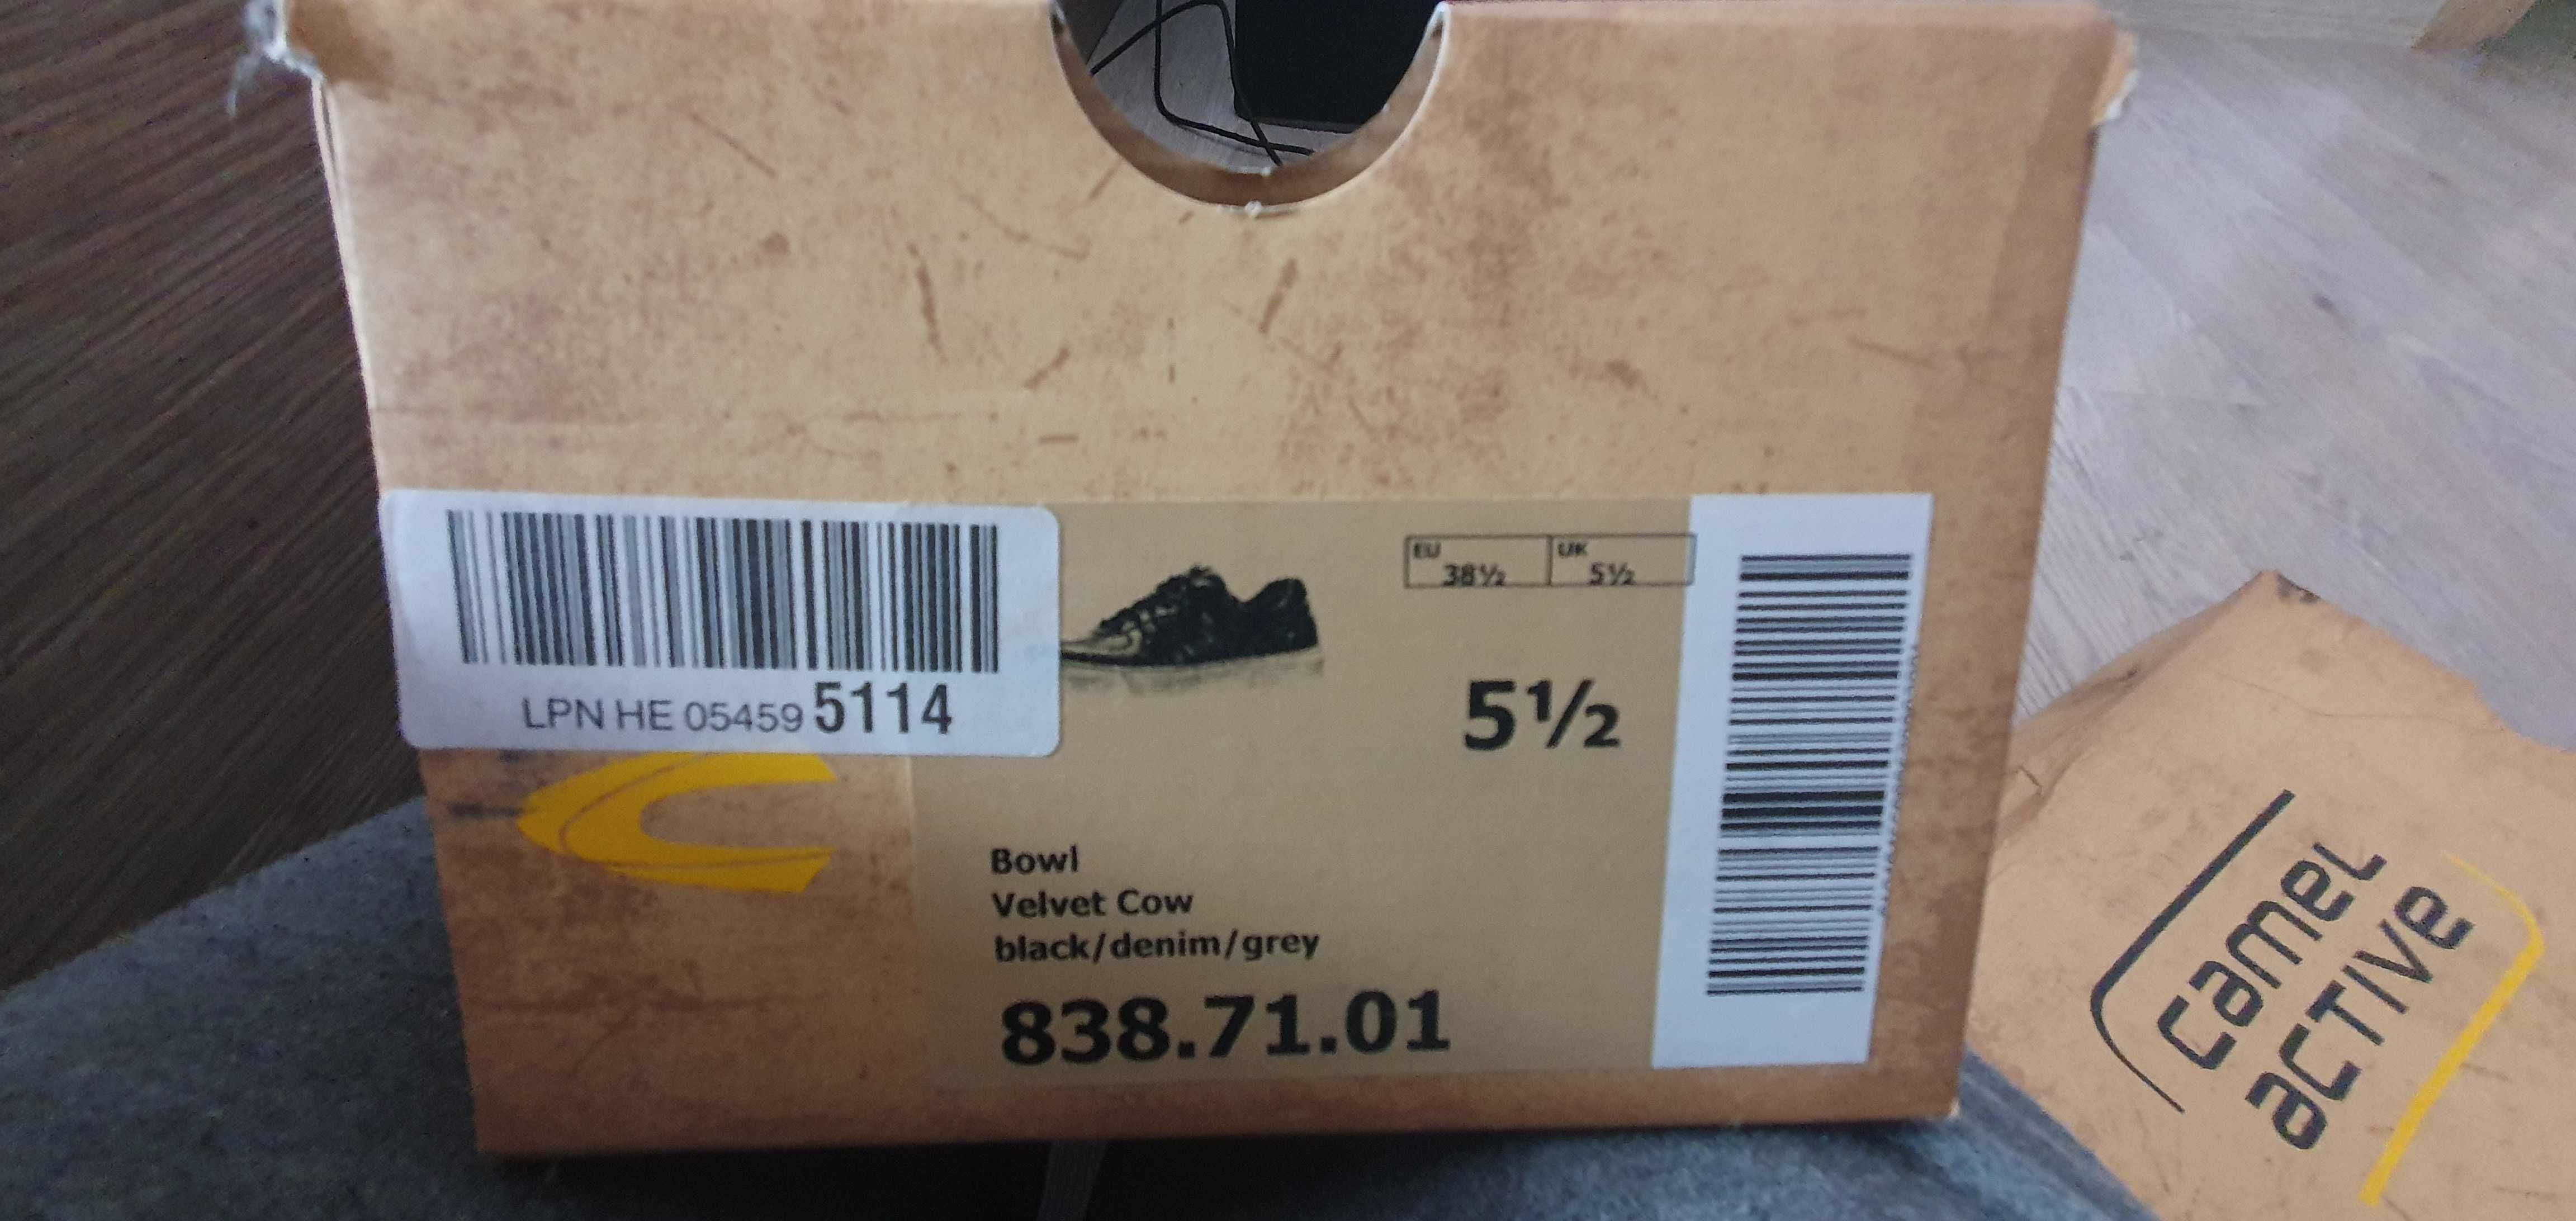 LPN HE 05459 5114
EU 38½ UK 5½
5½
Bowl
Velvet Cow
black/denim/grey
838.71.01
camel
active